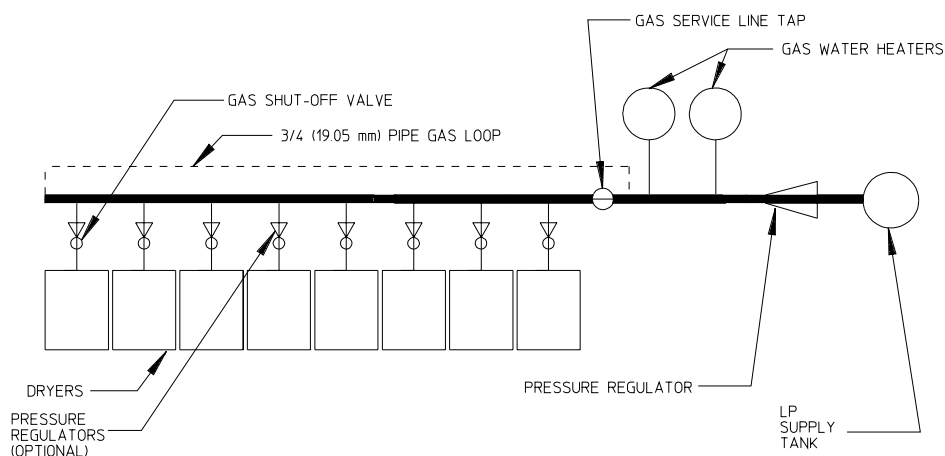 GAS SERVICE LINE TAP
GAS WATER HEATERS
GAS SHUT-OFF VALVE
3/4 (19.05 mm) PIPE GAS LOOP
DRYERS
PRESSURE REGULATOR
PRESSURE
REGULATORS
(OPTIONAL)
LP
SUPPLY
TANK